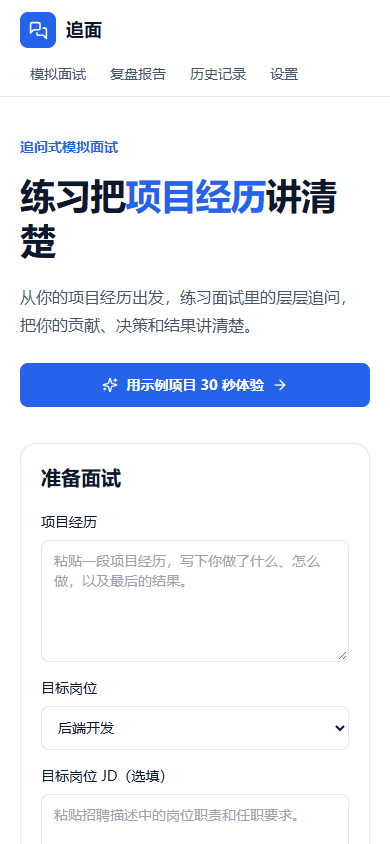 追面
模拟面试 复盘报告 历史记录 设置
追问式模拟面试
练习把项目经历讲清
楚
从你的项目经历出发，练习面试里的层层追问，
把你的贡献、决策和结果讲清楚。
用示例项目 30 秒体验
准备面试
项目经历
粘贴一段项目经历，写下你做了什么、怎么
做，以及最后的结果。
目标岗位
后端开发
目标岗位 JD（选填）
粘贴招聘描述中的岗位职责和任职要求。